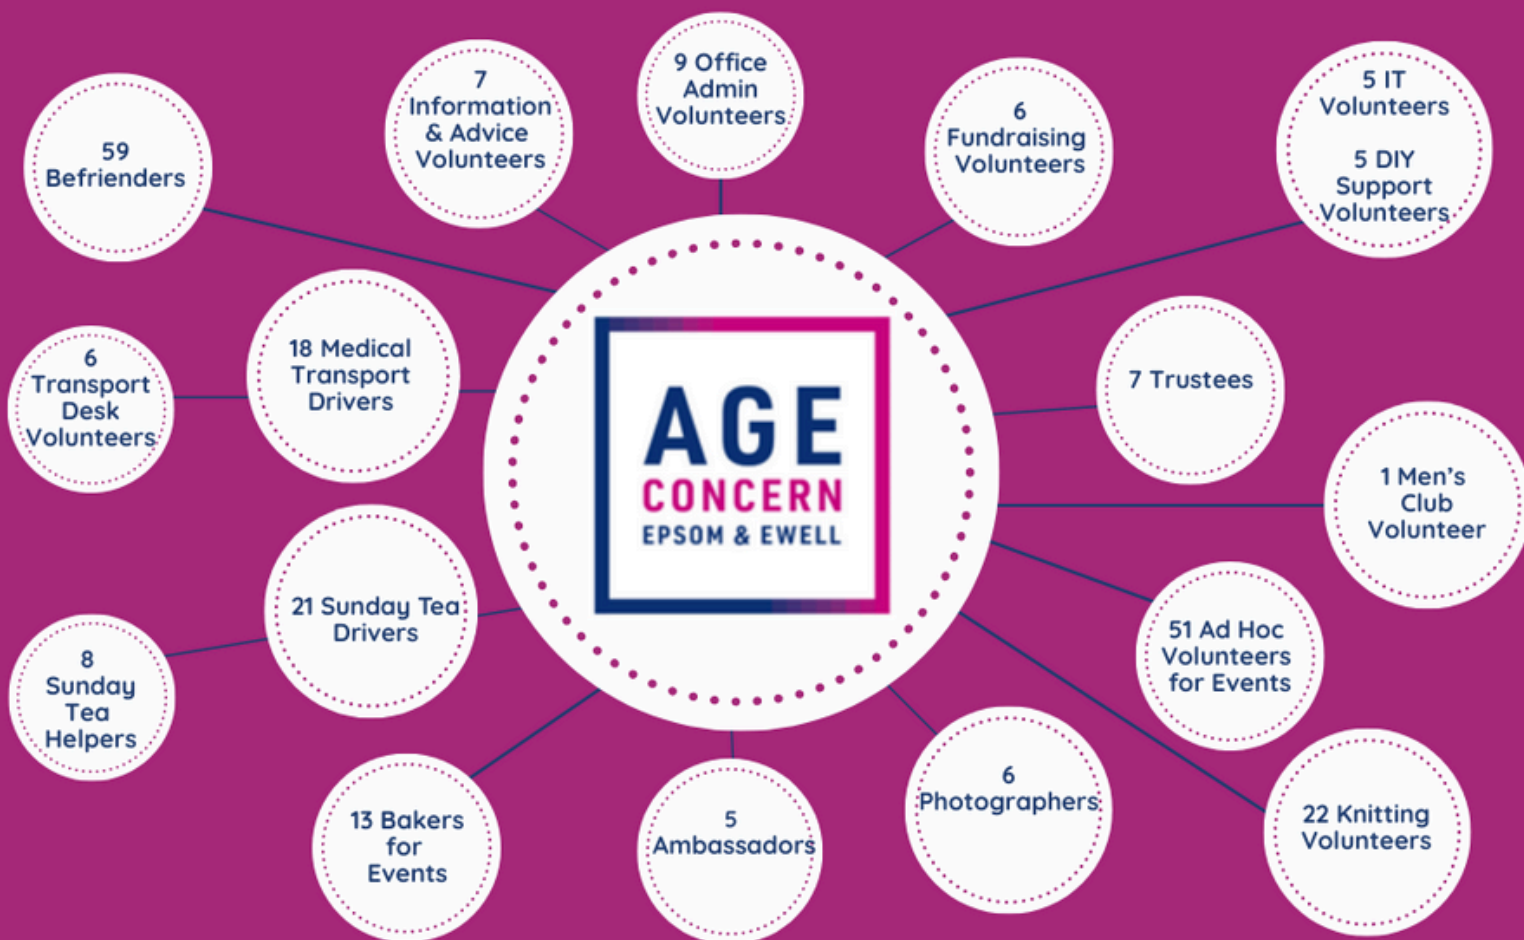 59
Befrienders
7
Information
& Advice
Volunteers
9 Office
Admin
Volunteers
6
Fundraising
Volunteers
5 IT
Volunteers
5 DIY
Support
Volunteers
6
Transport
Desk
Volunteers
18 Medical
Transport
Drivers
AGE
CONCERN
EPSOM & EWELL
7 Trustees
1 Men's
Club
Volunteer
8
Sunday
Tea
Helpers
21 Sunday Tea
Drivers
51 Ad Hoc
Volunteers
for Events
13 Bakers
for
Events
5
Ambassadors
6
Photographers
22 Knitting
Volunteers